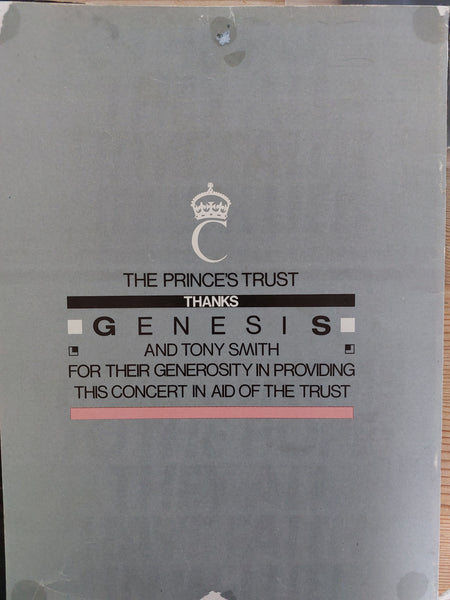 C
THE PRINCE'S TRUST
THANKS
GENESIS
AND TONY SMITH
FOR THEIR GENEROSITY IN PROVIDING
THIS CONCERT IN AID OF THE TRUST